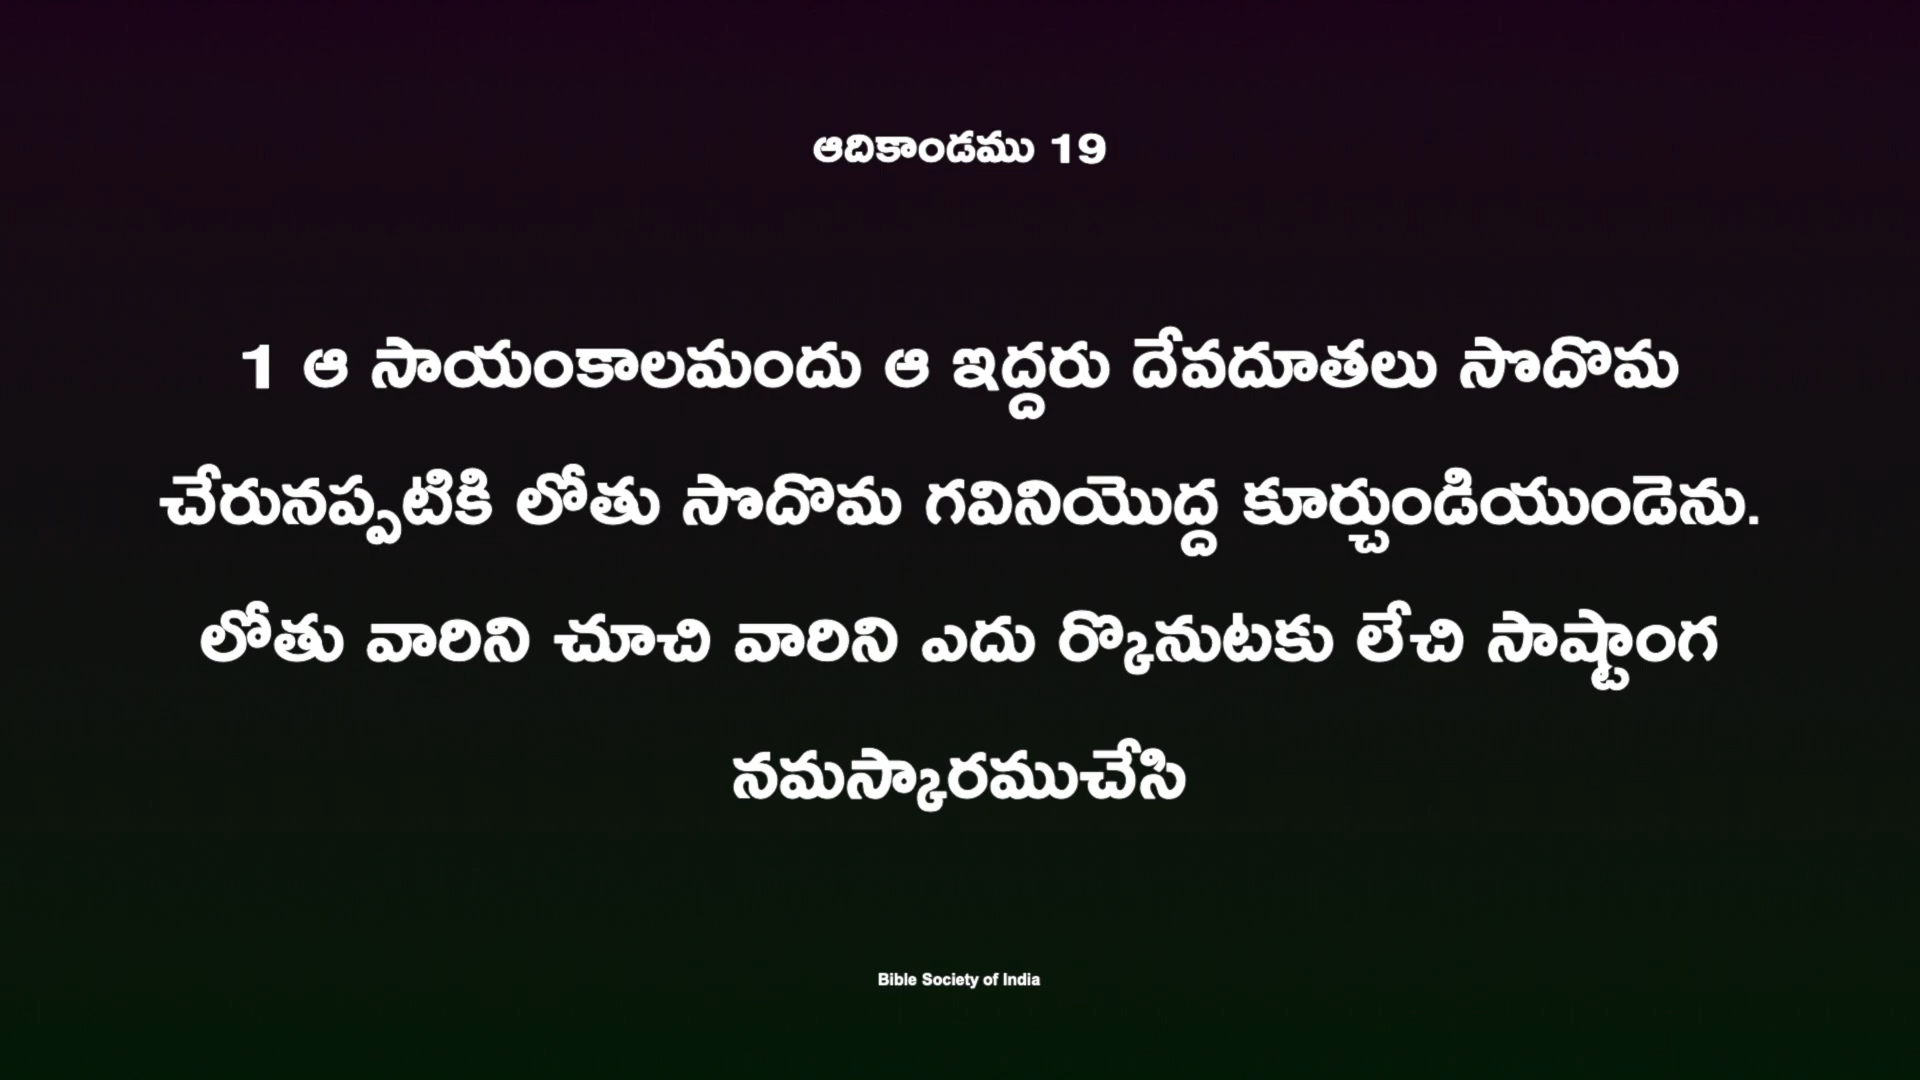 ఆదికాండము 19
1 ఆ సాయంకాలమందు ఆ ఇద్దరు దేవదూతలు సొదొమ
చేరునప్పటికి లోతు సొదొమ గవినియొద్ద కూర్చుండియుండెను.
లోతు వారిని చూచి వారిని ఎదు ర్కొనుటకు లేచి సాష్టాంగ
నమస్కారముచేసి
Bible Society of India